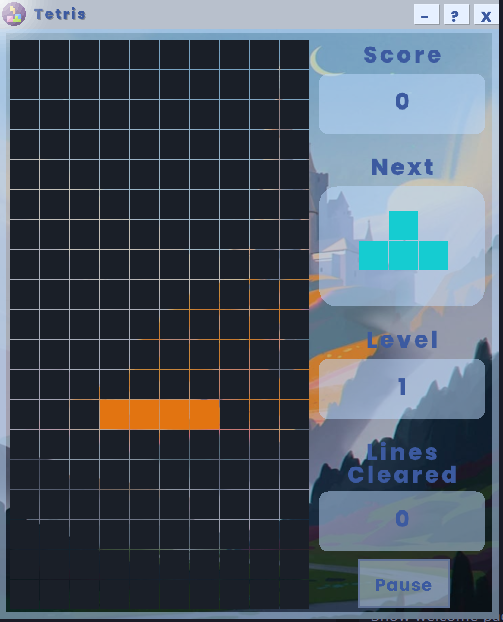 Tetris
- ? X
Score
0
Next
Level
1
Lines
Cleared
0
Pause